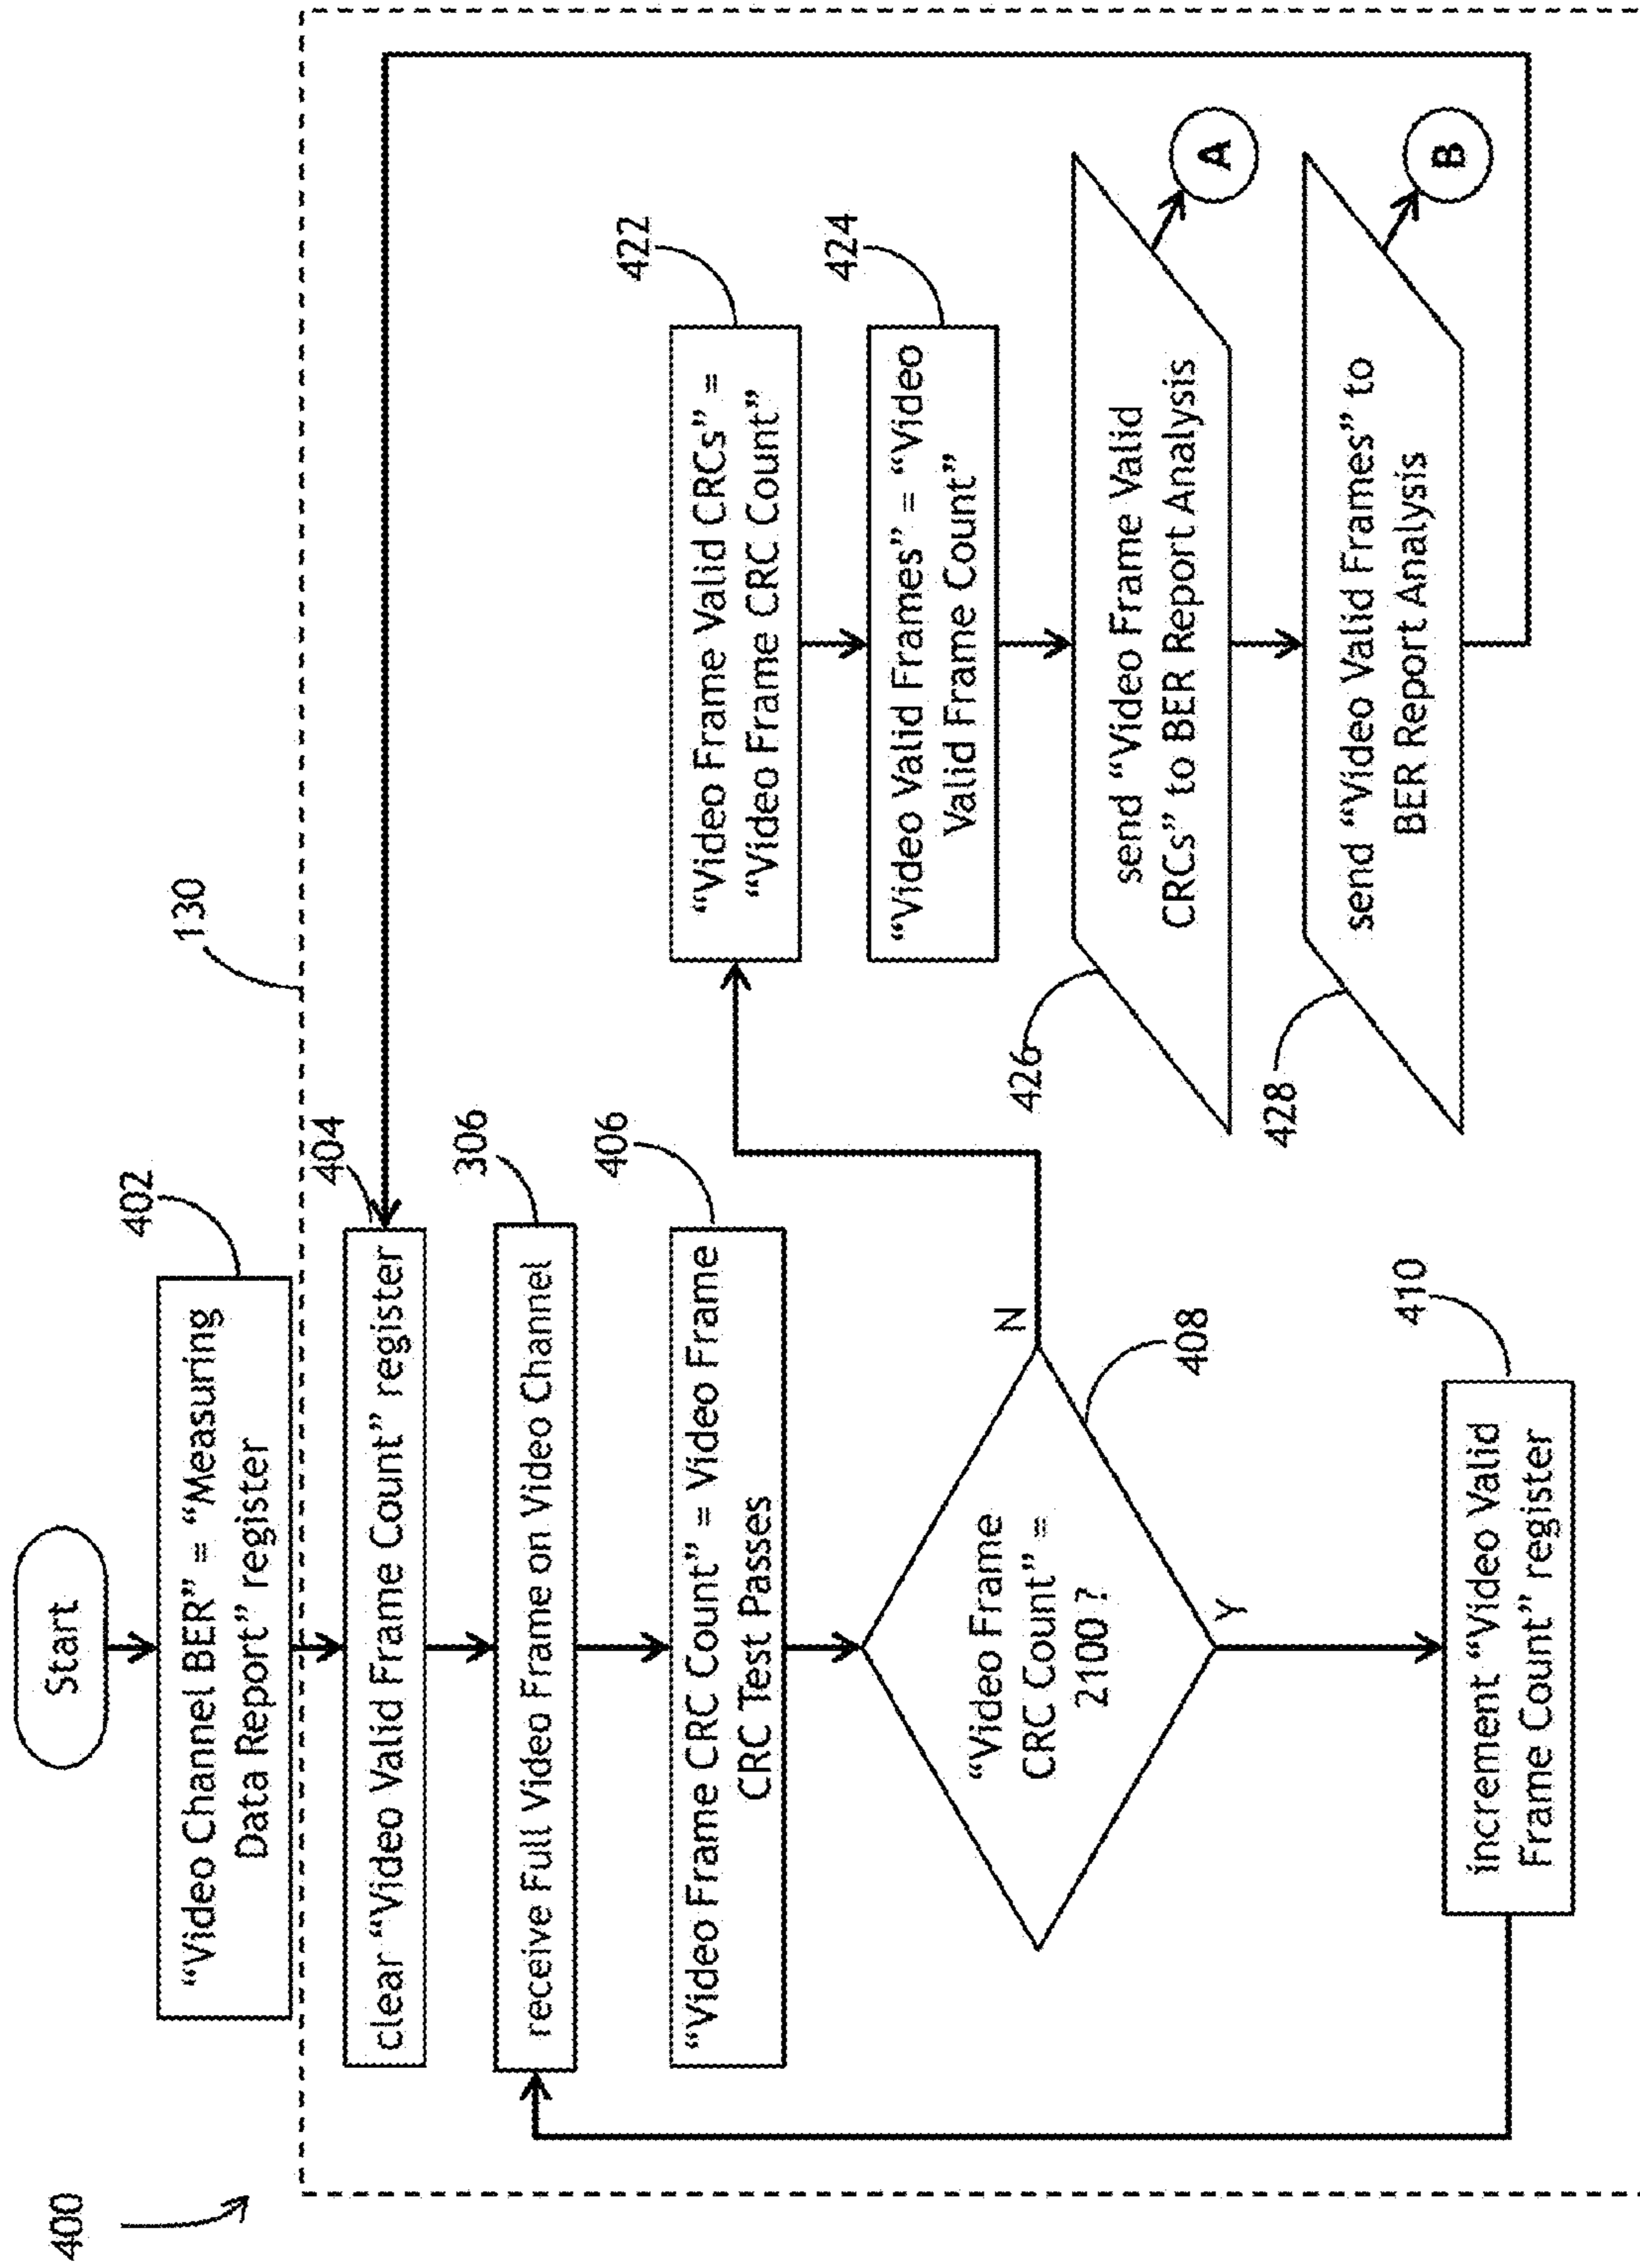 400
Start
402
“Video Channel BER” = “Measuring
Data Report” register
130
404
clear “Video Valid Frame Count” register
306
receive Full Video Frame on Video Channel
406
“Video Frame CRC Count” = Video Frame
CRC Test Passes
“Video Frame
CRC Count” =
2100 ?
408
N
Y
410
increment “Video Valid
Frame Count” register
422
“Video Frame Valid CRCs” =
“Video Frame CRC Count”
424
“Video Valid Frames” = “Video
Valid Frame Count”
426
send “Video Frame Valid
CRCs” to BER Report Analysis
A
428
send “Video Valid Frames” to
BER Report Analysis
B